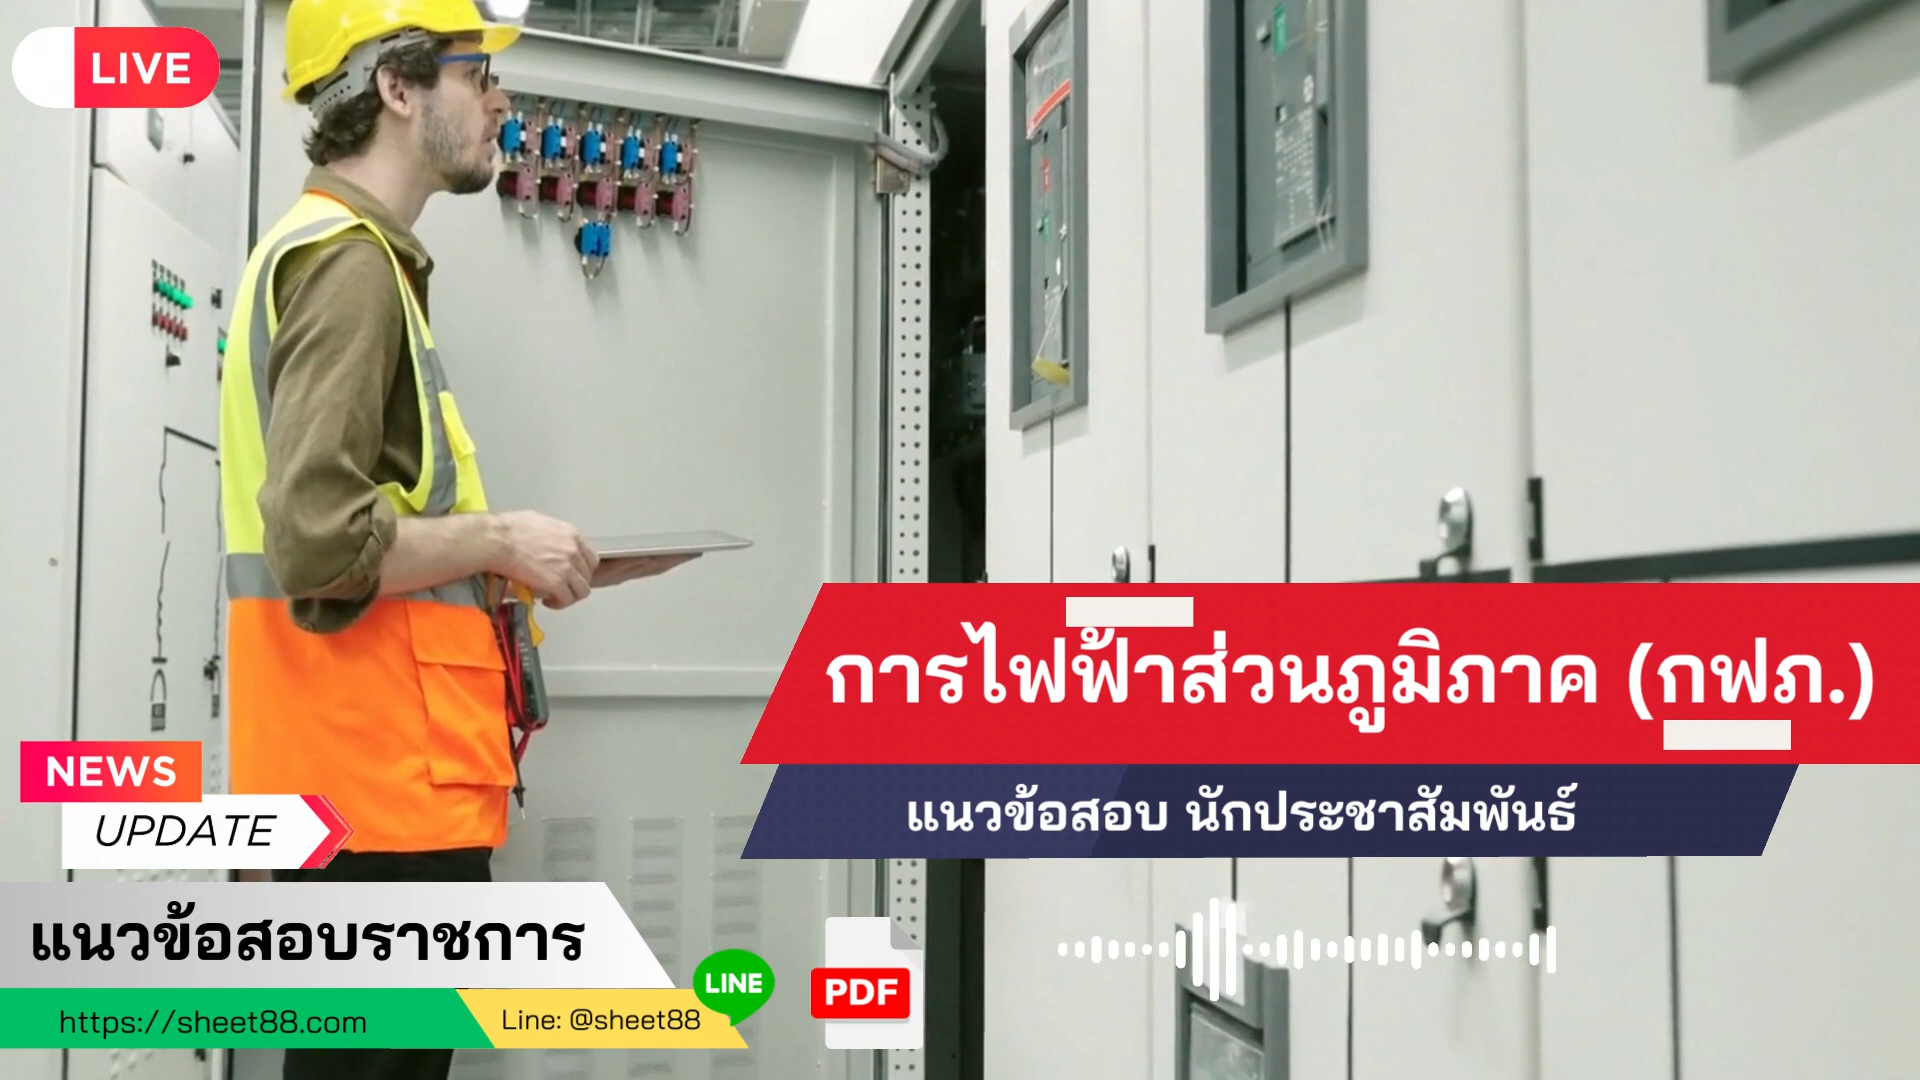 LIVE
การไฟฟ้าส่วนภูมิภาค (กฟภ.)
แนวข้อสอบ นักประชาสัมพันธ์
NEWS
UPDATE
แนวข้อสอบราชการ
https://sheet88.com
Line: @sheet88
LINE
PDF